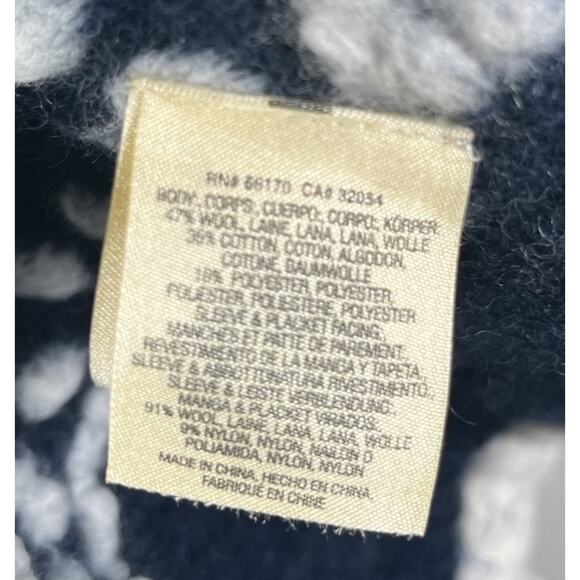 RN# 66170 CA# 32054
BODY, CORPS, CUERPO, CORPO, KÖRPER
47% WOOL, LAINE, LANA, LANA, WOLLE
35% COTTON, COTON, ALGODON,
COTONE, BAUMWOLLE
18% POLYESTER, POLYESTER,
POLIESTER, POLIESTERE, POLYESTER
SLEEVE & PLACKET FACING,
MANCHES ET PATTE DE PAREMENT,
REVESTIMIENTO DE LA MANGA Y TAPETA,
SLEEVE & ABBOTTONATURA RIVESTIMENTO,
SLEEVE & LEISTE VERBLENDUNG,
MANGA & PLACKET VIRADOS,
91% WOOL, LAINE, LANA, LANA, WOLLE
9% NYLON, NYLON, NAILON O
POLIAMIDA, NYLON, NYLON
MADE IN CHINA, HECHO EN CHINA,
FABRIQUÉ EN CHINE